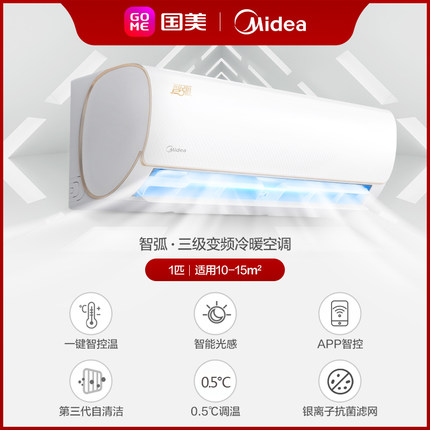 GOME 国美 Midea
Midea
智弧·三级变频冷暖空调
1匹|适用10-15m²
℃
一键智控温
智能光感
APP智控
0.5℃
第三代自清洁
0.5℃调温
银离子抗菌滤网